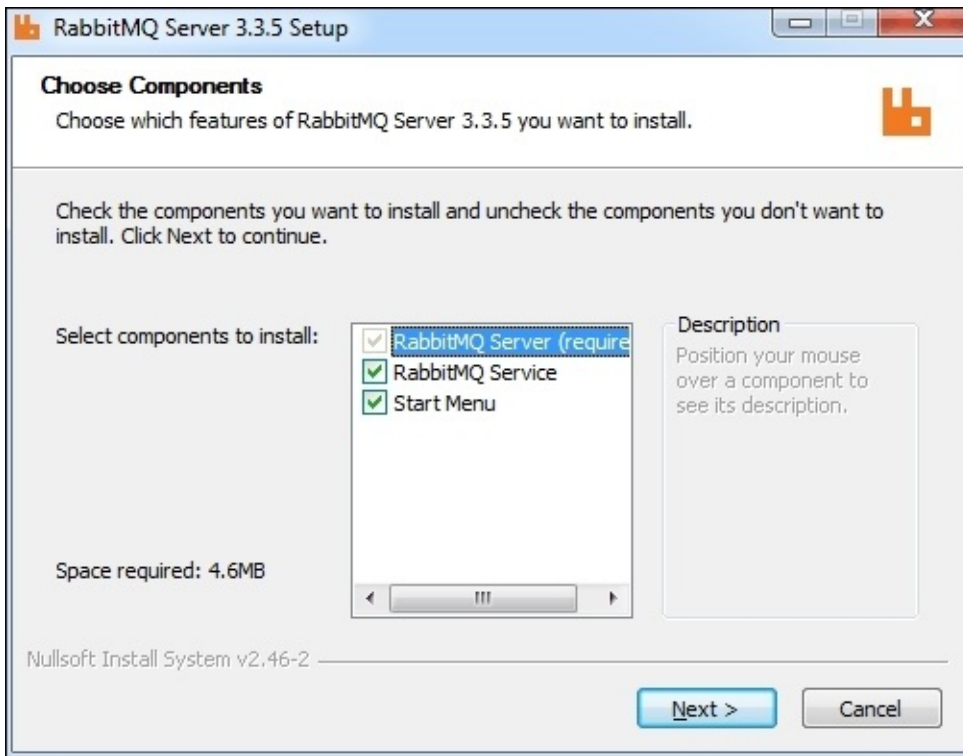 RabbitMQ Server 3.3.5 Setup
Choose Components
Choose which features of RabbitMQ Server 3.3.5 you want to install.
Check the components you want to install and uncheck the components you don't want to
install. Click Next to continue.
Select components to install:
RabbitMQ Server (require
RabbitMQ Service
Start Menu
Description
Position your mouse
over a component to
see its description.
Space required: 4.6MB
Nullsoft Install System v2.46-2
Next >
Cancel